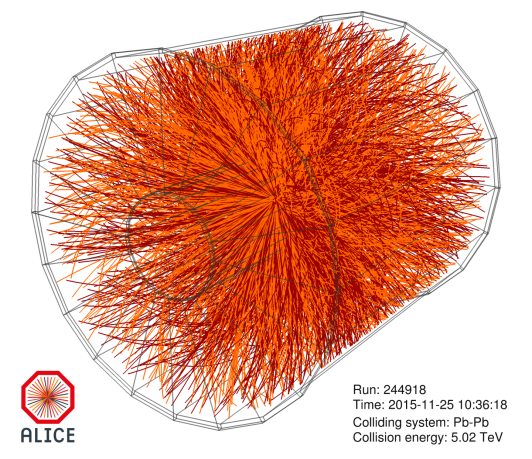 Run: 244918
Time: 2015-11-25 10:36:18
Colliding system: Pb-Pb
Collision energy: 5.02 TeV
ALICE